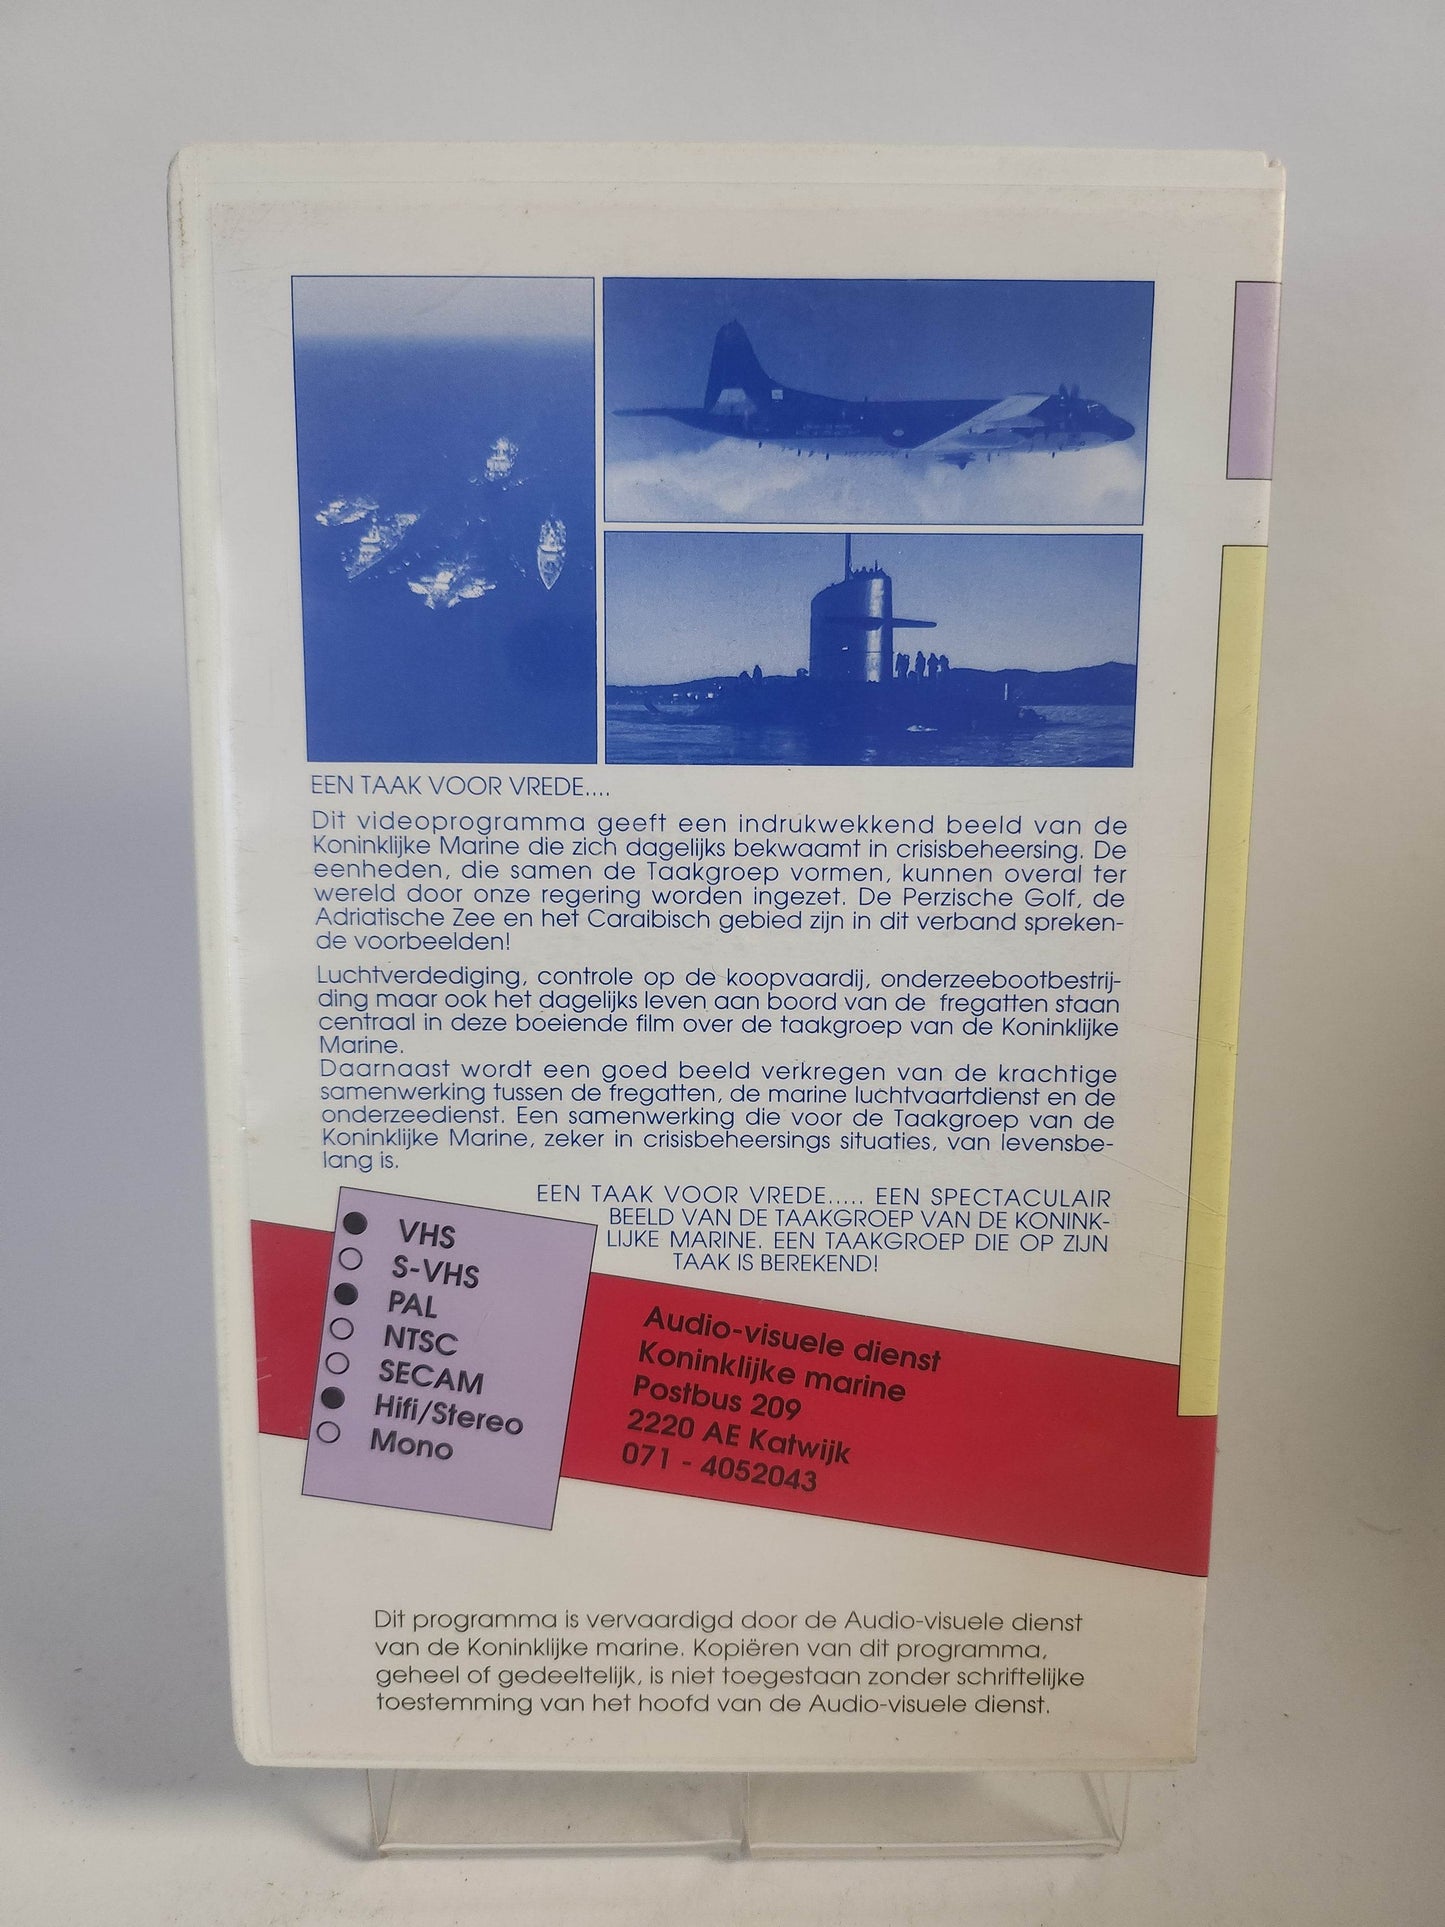 EEN TAAK VOOR VREDE....
Dit videoprogramma geeft een indrukwekkend beeld van de
Koninklijke Marine die zich dagelijks bekwaamt in crisisbeheersing. De
eenheden, die samen de Taakgroep vormen, kunnen overal ter
wereld door onze regering worden ingezet. De Perzische Golf, de
Adriatische Zee en het Caraibisch gebied zijn in dit verband spreken-
de voorbeelden!
Luchtverdediging, controle op de koopvaardij, onderzeebootbestrij-
ding maar ook het dagelijks leven aan boord van de fregatten staan
centraal in deze boeiende film over de taakgroep van de Koninklijke
Marine.
Daarnaast wordt een goed beeld verkregen van de krachtige
samenwerking tussen de fregatten, de marine luchtvaartdienst en de
onderzeedienst. Een samenwerking die voor de Taakgroep van de
Koninklijke Marine, zeker in crisisbeheersings situaties, van levensbe-
lang is.
EEN TAAK VOOR VREDE..... EEN SPECTACULAIR
BEELD VAN DE TAAKGROEP VAN DE KONINK-
LIJKE MARINE. EEN TAAKGROEP DIE OP ZIJN
TAAK IS BEREKEND!
VHS
S-VHS
PAL
NTSC
SECAM
Hifi/Stereo
Mono
Audio-visuele dienst
Koninklijke marine
Postbus 209
2220 AE Katwijk
071 - 4052043
Dit programma is vervaardigd door de Audio-visuele dienst
van de Koninklijke marine. Kopiëren van dit programma,
geheel of gedeeltelijk, is niet toegestaan zonder schriftelijke
toestemming van het hoofd van de Audio-visuele dienst.